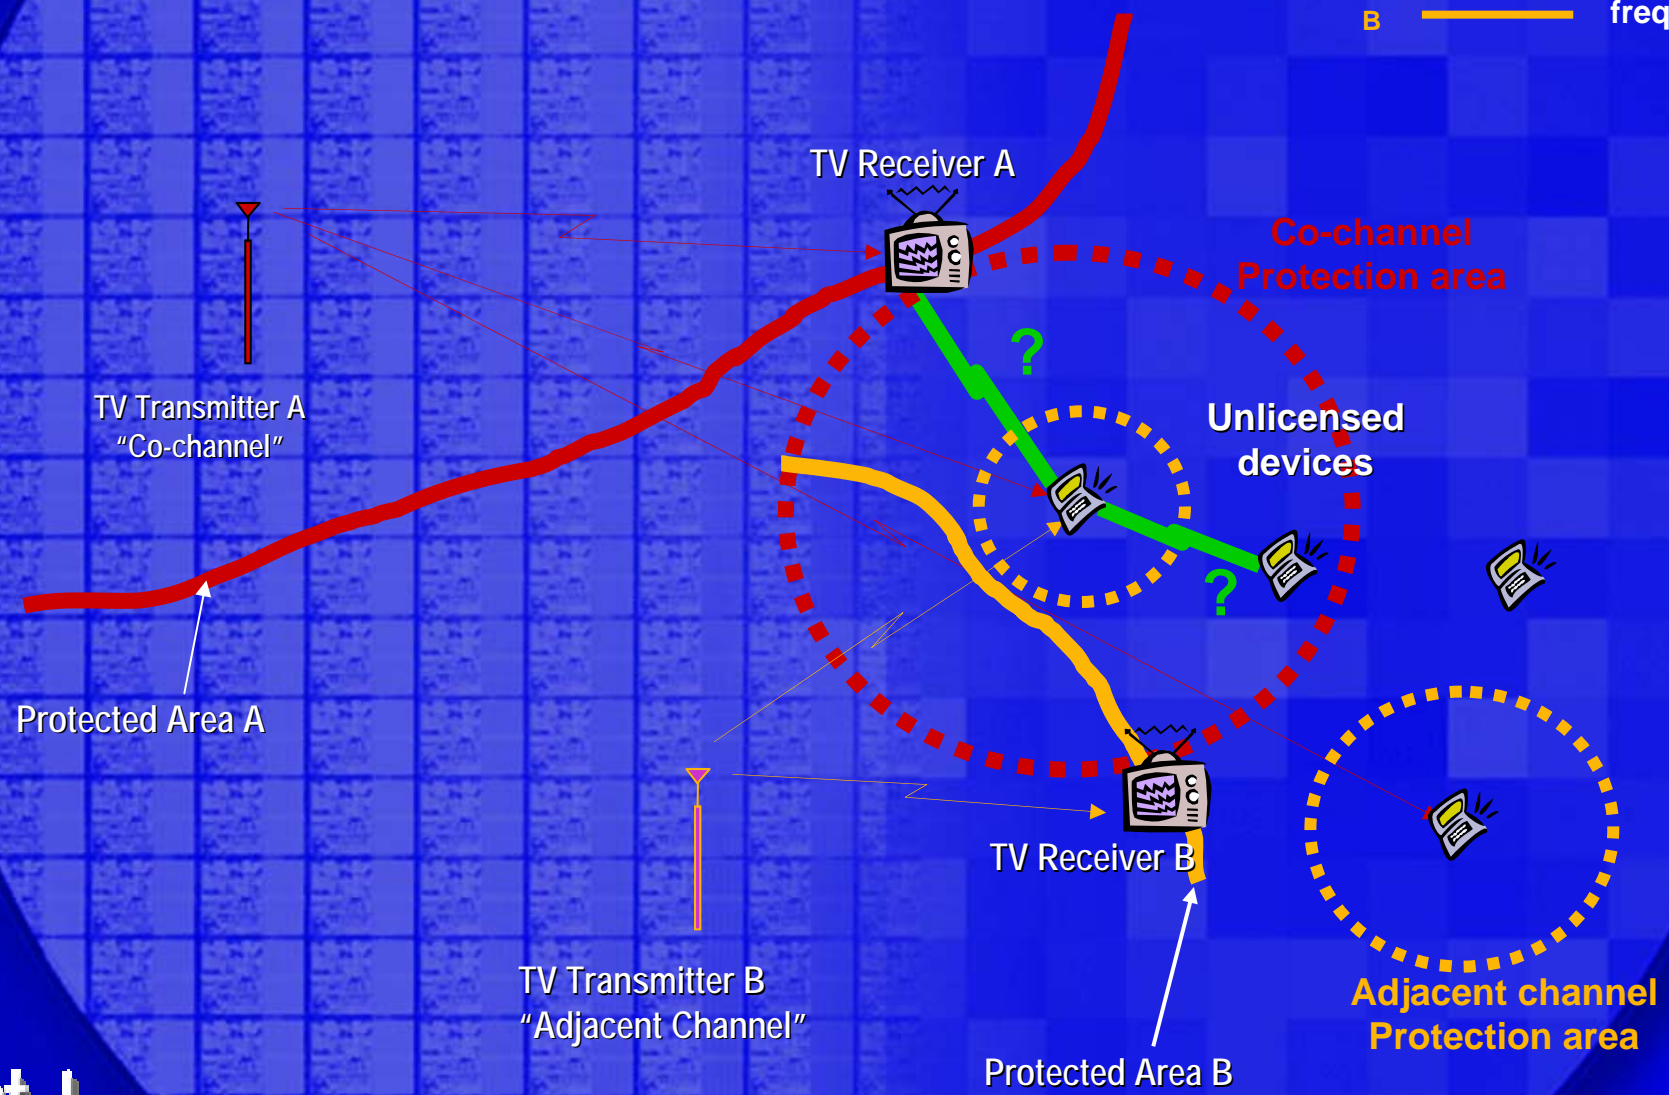 B
freq
TV Receiver A
Co-channel
Protection area
?
TV Transmitter A
“Co-channel”
Unlicensed
devices
?
Protected Area A
TV Receiver B
TV Transmitter B
“Adjacent Channel”
Adjacent channel
Protection area
Protected Area B